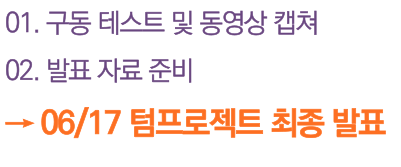 01. 구동 테스트 및 동영상 캡쳐
02. 발표 자료 준비
→ 06/17 텀프로젝트 최종 발표